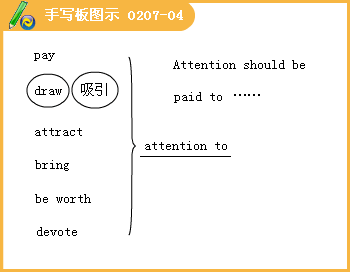 手写板图示 0207-04
pay
draw 吸引
attract
bring
be worth
devote
attention to
Attention should be
paid to ……